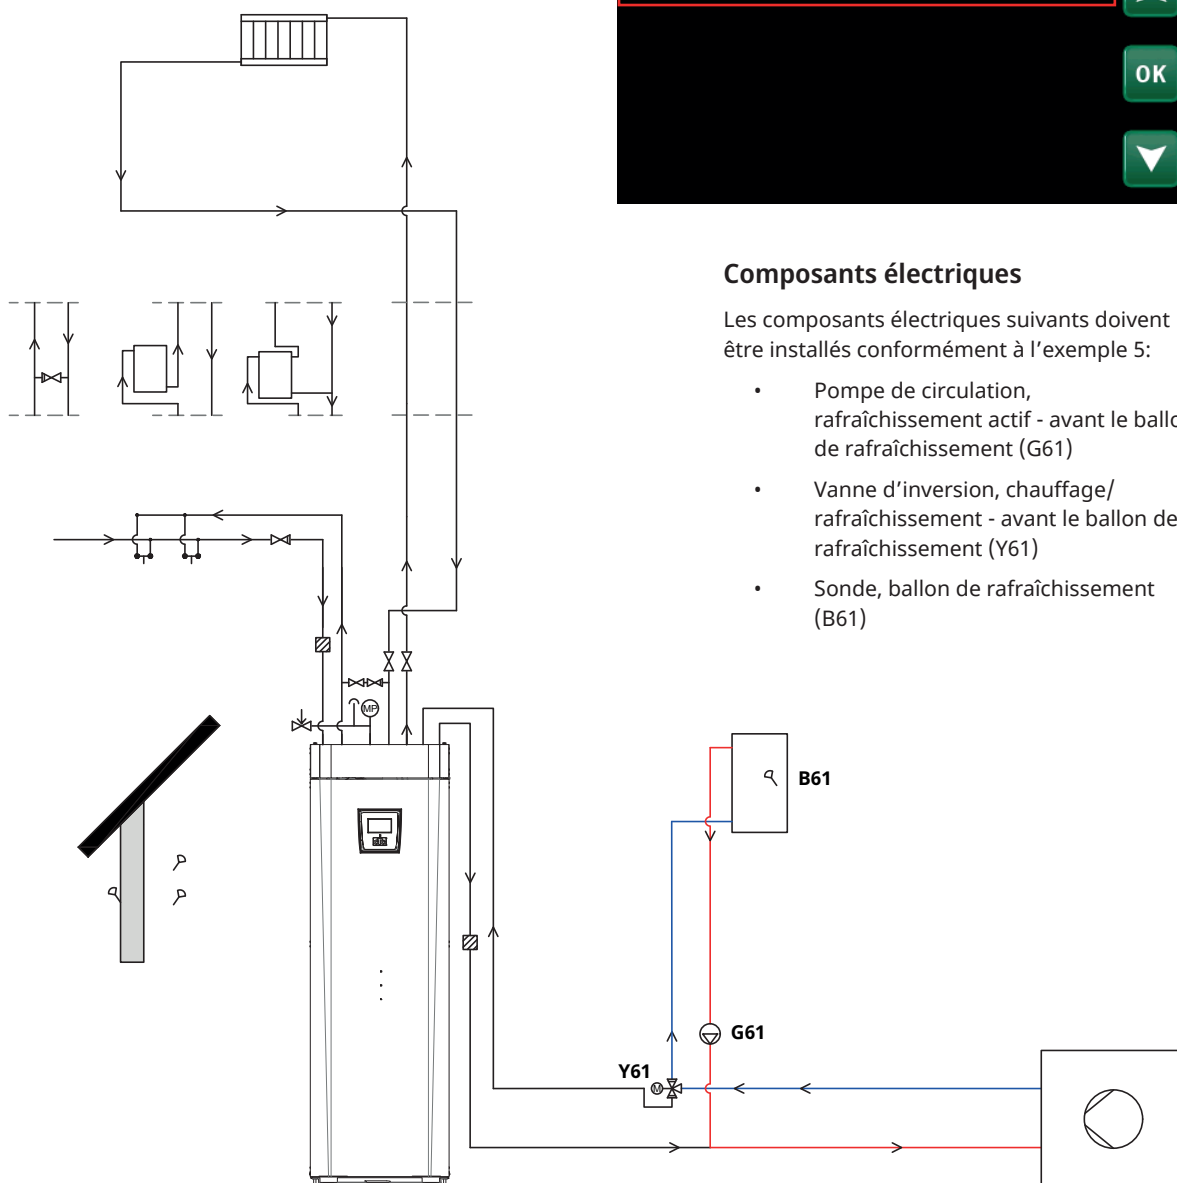 OK
Composants électriques
Les composants électriques suivants doivent
être installés conformément à l’exemple 5:
• Pompe de circulation,
rafraîchissement actif - avant le
de rafraîchissement (G61)
• Vanne d’inversion, chauffage/
rafraîchissement - avant le ballon de
rafraîchissement (Y61)
• Sonde, ballon de rafraîchissement
(B61)
MP
B61
G61
Y61
M